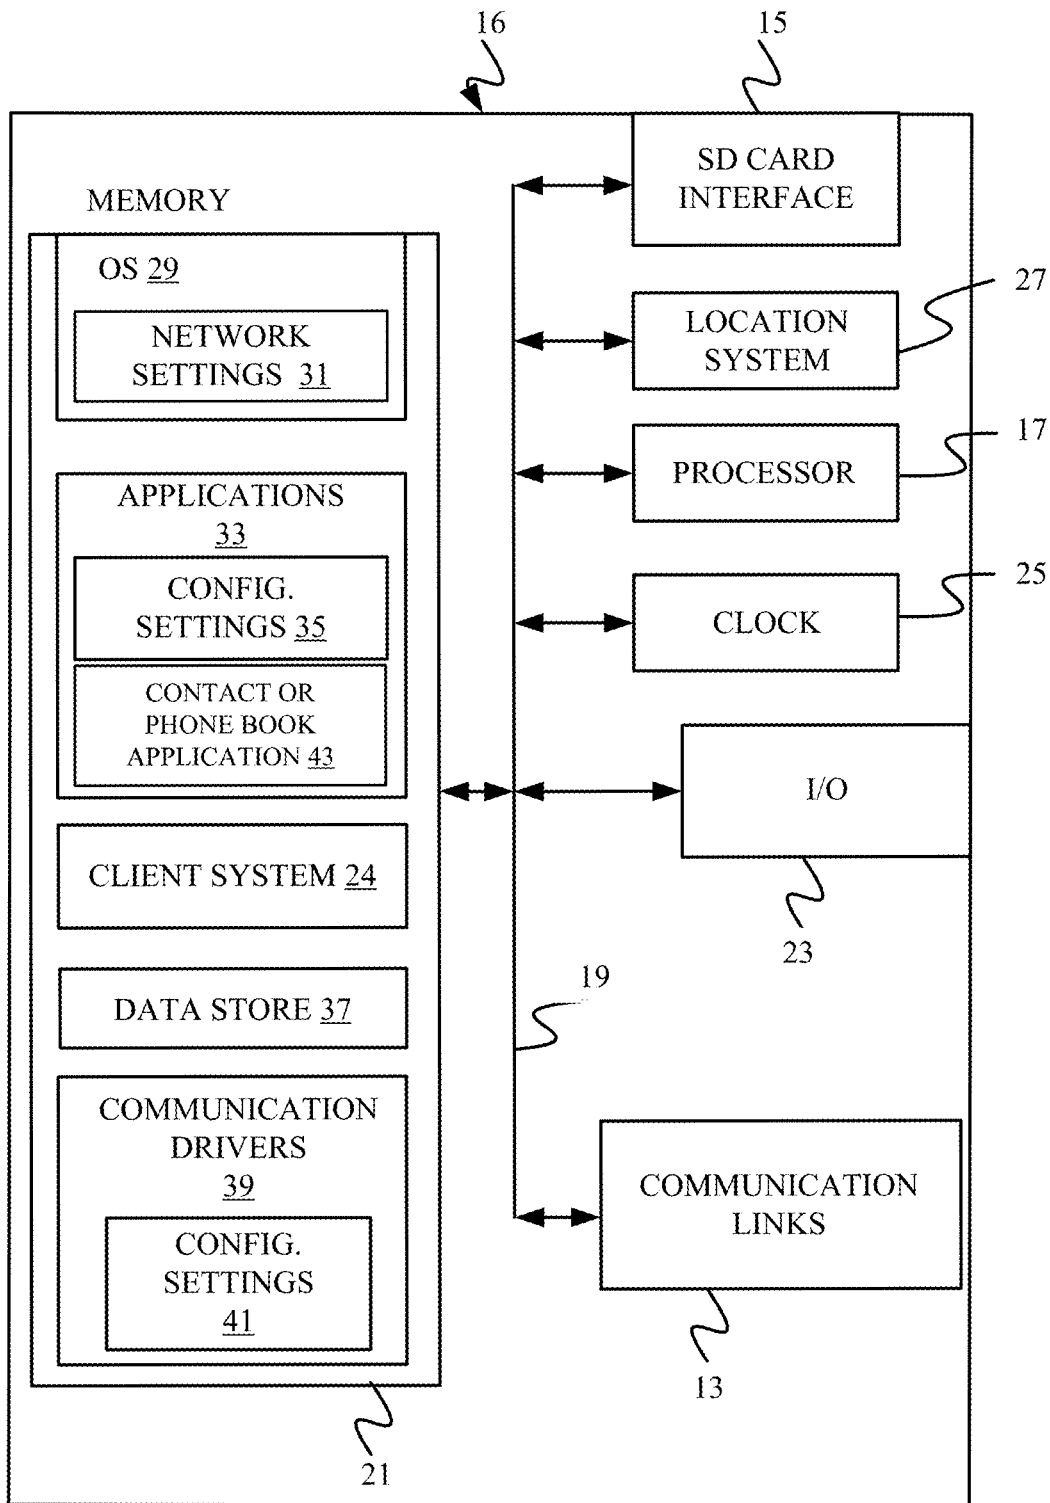 16
15
SD CARD
INTERFACE
MEMORY
OS 29
NETWORK
SETTINGS 31
27
LOCATION
SYSTEM
17
PROCESSOR
APPLICATIONS
33
CONFIG.
SETTINGS 35
25
CLOCK
CONTACT OR
PHONE BOOK
APPLICATION 43
I/O
23
CLIENT SYSTEM 24
19
DATA STORE 37
COMMUNICATION
DRIVERS
39
CONFIG.
SETTINGS
41
COMMUNICATION
LINKS
13
21